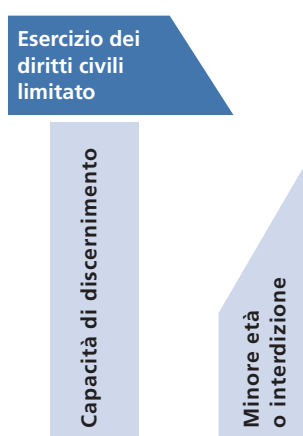 Esercizio dei
diritti civili
limitato
Capacità di discernimento
Minore età
o interdizione